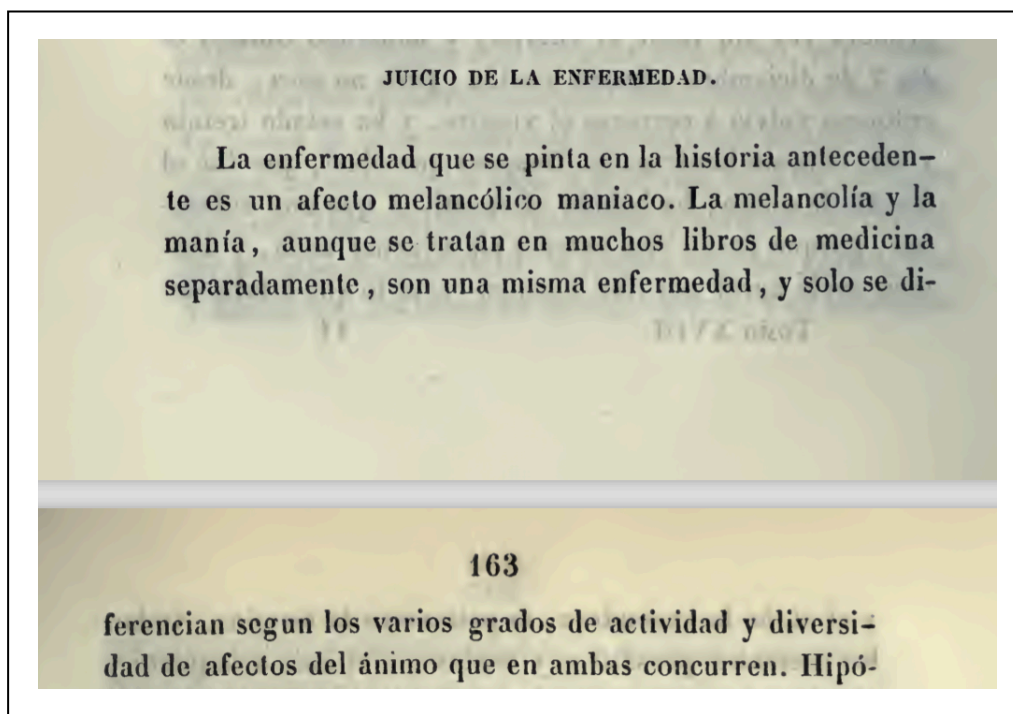 JUICIO DE LA ENFERMEDAD.
La enfermedad que se pinta en la historia anteceden-
te es un afecto melancólico maniaco. La melancolía y la
manía, aunque se tratan en muchos libros de medicina
separadamente, son una misma enfermedad, y solo se di-
163
ferencian segun los varios grados de actividad y diversi-
dad de afectos del ánimo que en ambas concurren. Hipó-